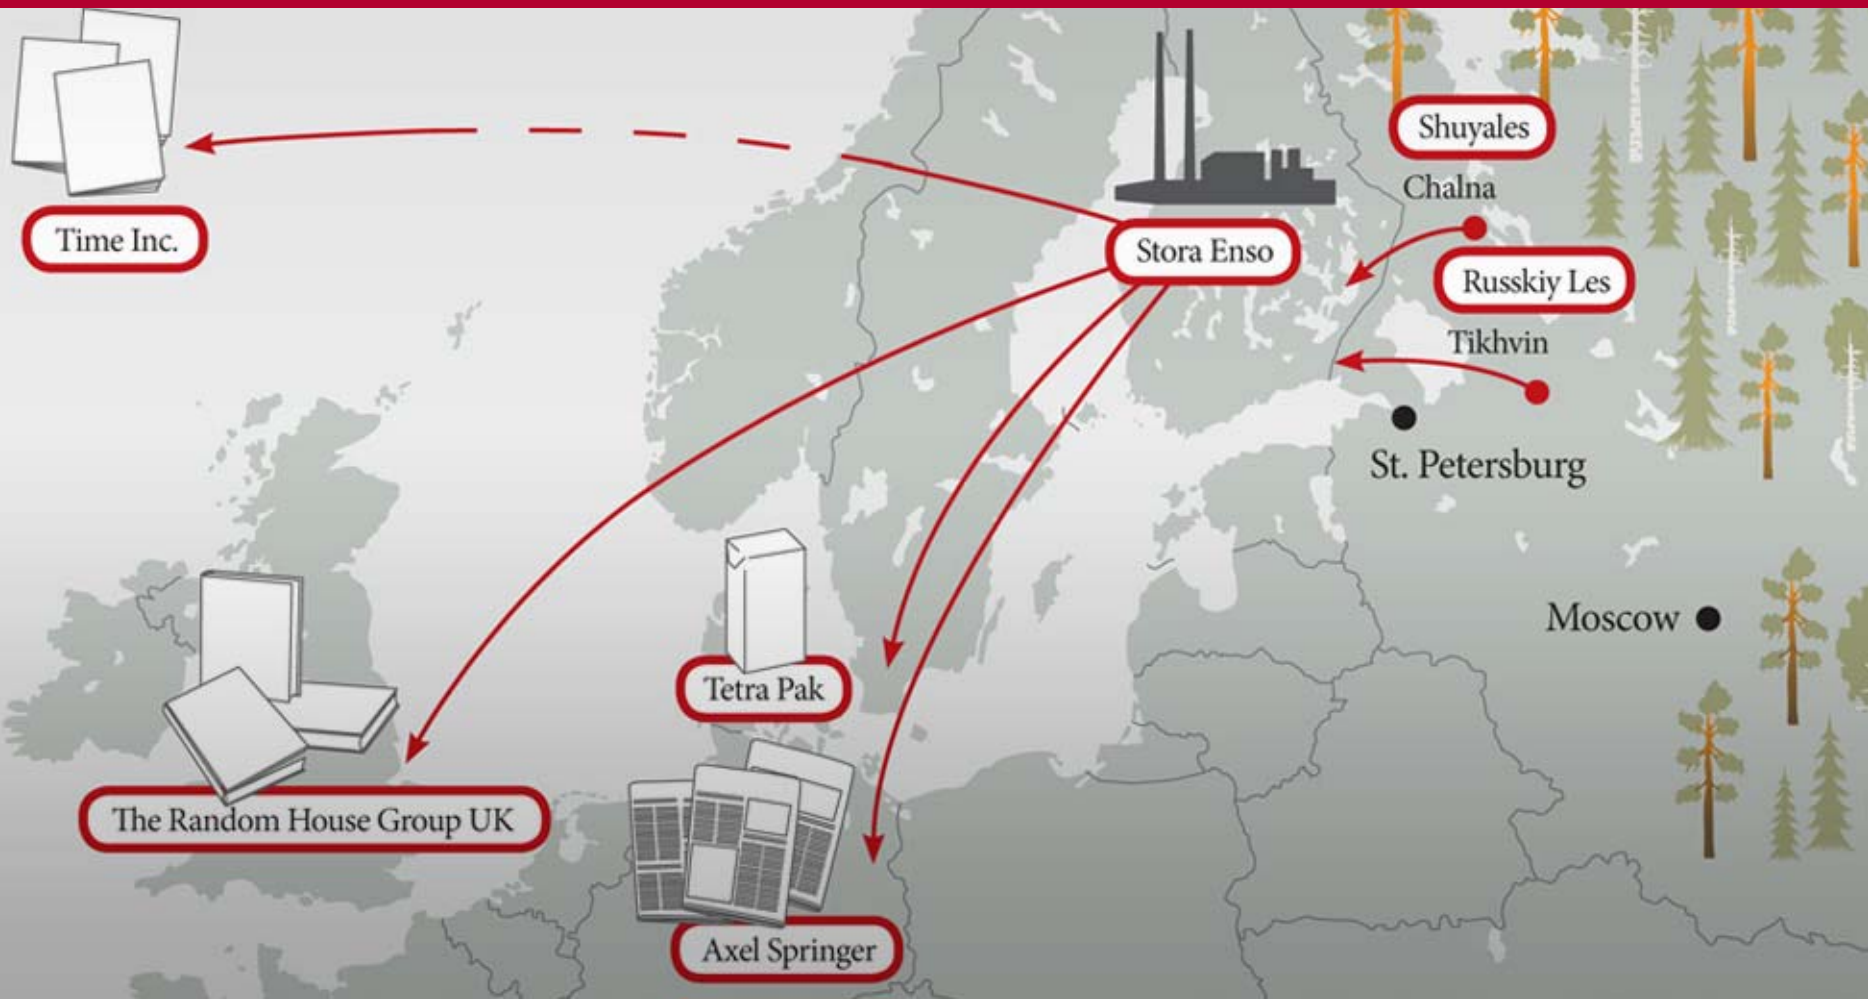 Shuyales
Chalna
Time Inc.
Stora Enso
Russkiy Les
Tikhvin
St. Petersburg
Moscow
Tetra Pak
The Random House Group UK
Axel Springer